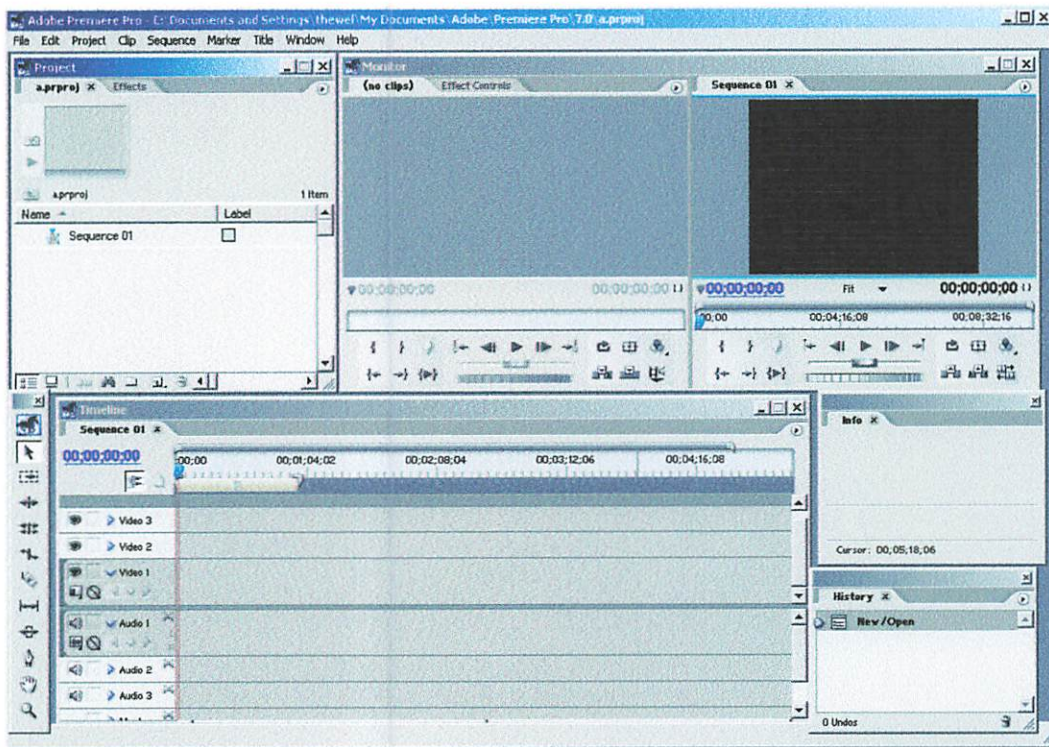 Adobe Premiere Pro - E: Documents and Settings\thewel\My Documents\Adobe\Premiere Pro\7.0\a.prproj
File Edit Project Clip Sequence Marker Title Window Help
Project
a.prproj Effects
a.prproj 1 Item
Name Label
Sequence 01
Monitor
(no clips) Effect Controls
00;00;00;00 00;00;00;00
Sequence 01
00;00;00;00 Fit 00;00;00;00
00;00 00;04;16;08 00;08;32;16
Timeline
Sequence 01
00;00;00;00
;00;00 00;01;04;02 00;02;08;04 00;03;12;06 00;04;16;08
Video 3
Video 2
Video 1
Audio 1
Audio 2
Audio 3
Info
Cursor: 00;05;18;06
History
New/Open
0 Undos